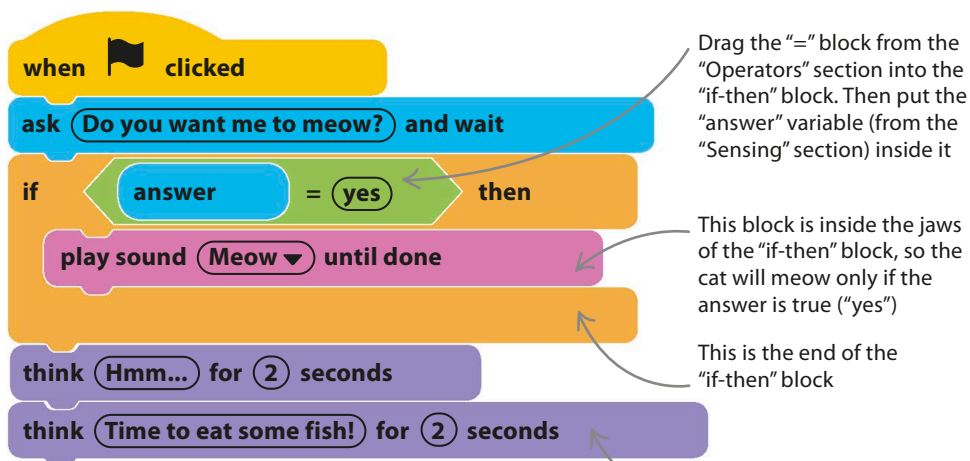 when clicked
ask Do you want me to meow? and wait
if answer = yes then
play sound Meow until done
think Hmm... for 2 seconds
think Time to eat some fish! for 2 seconds
Drag the “=” block from the
“Operators” section into the
“if-then” block. Then put the
“answer” variable (from the
“Sensing” section) inside it
This block is inside the jaws
of the “if-then” block, so the
cat will meow only if the
answer is true (“yes”)
This is the end of the
“if-then” block